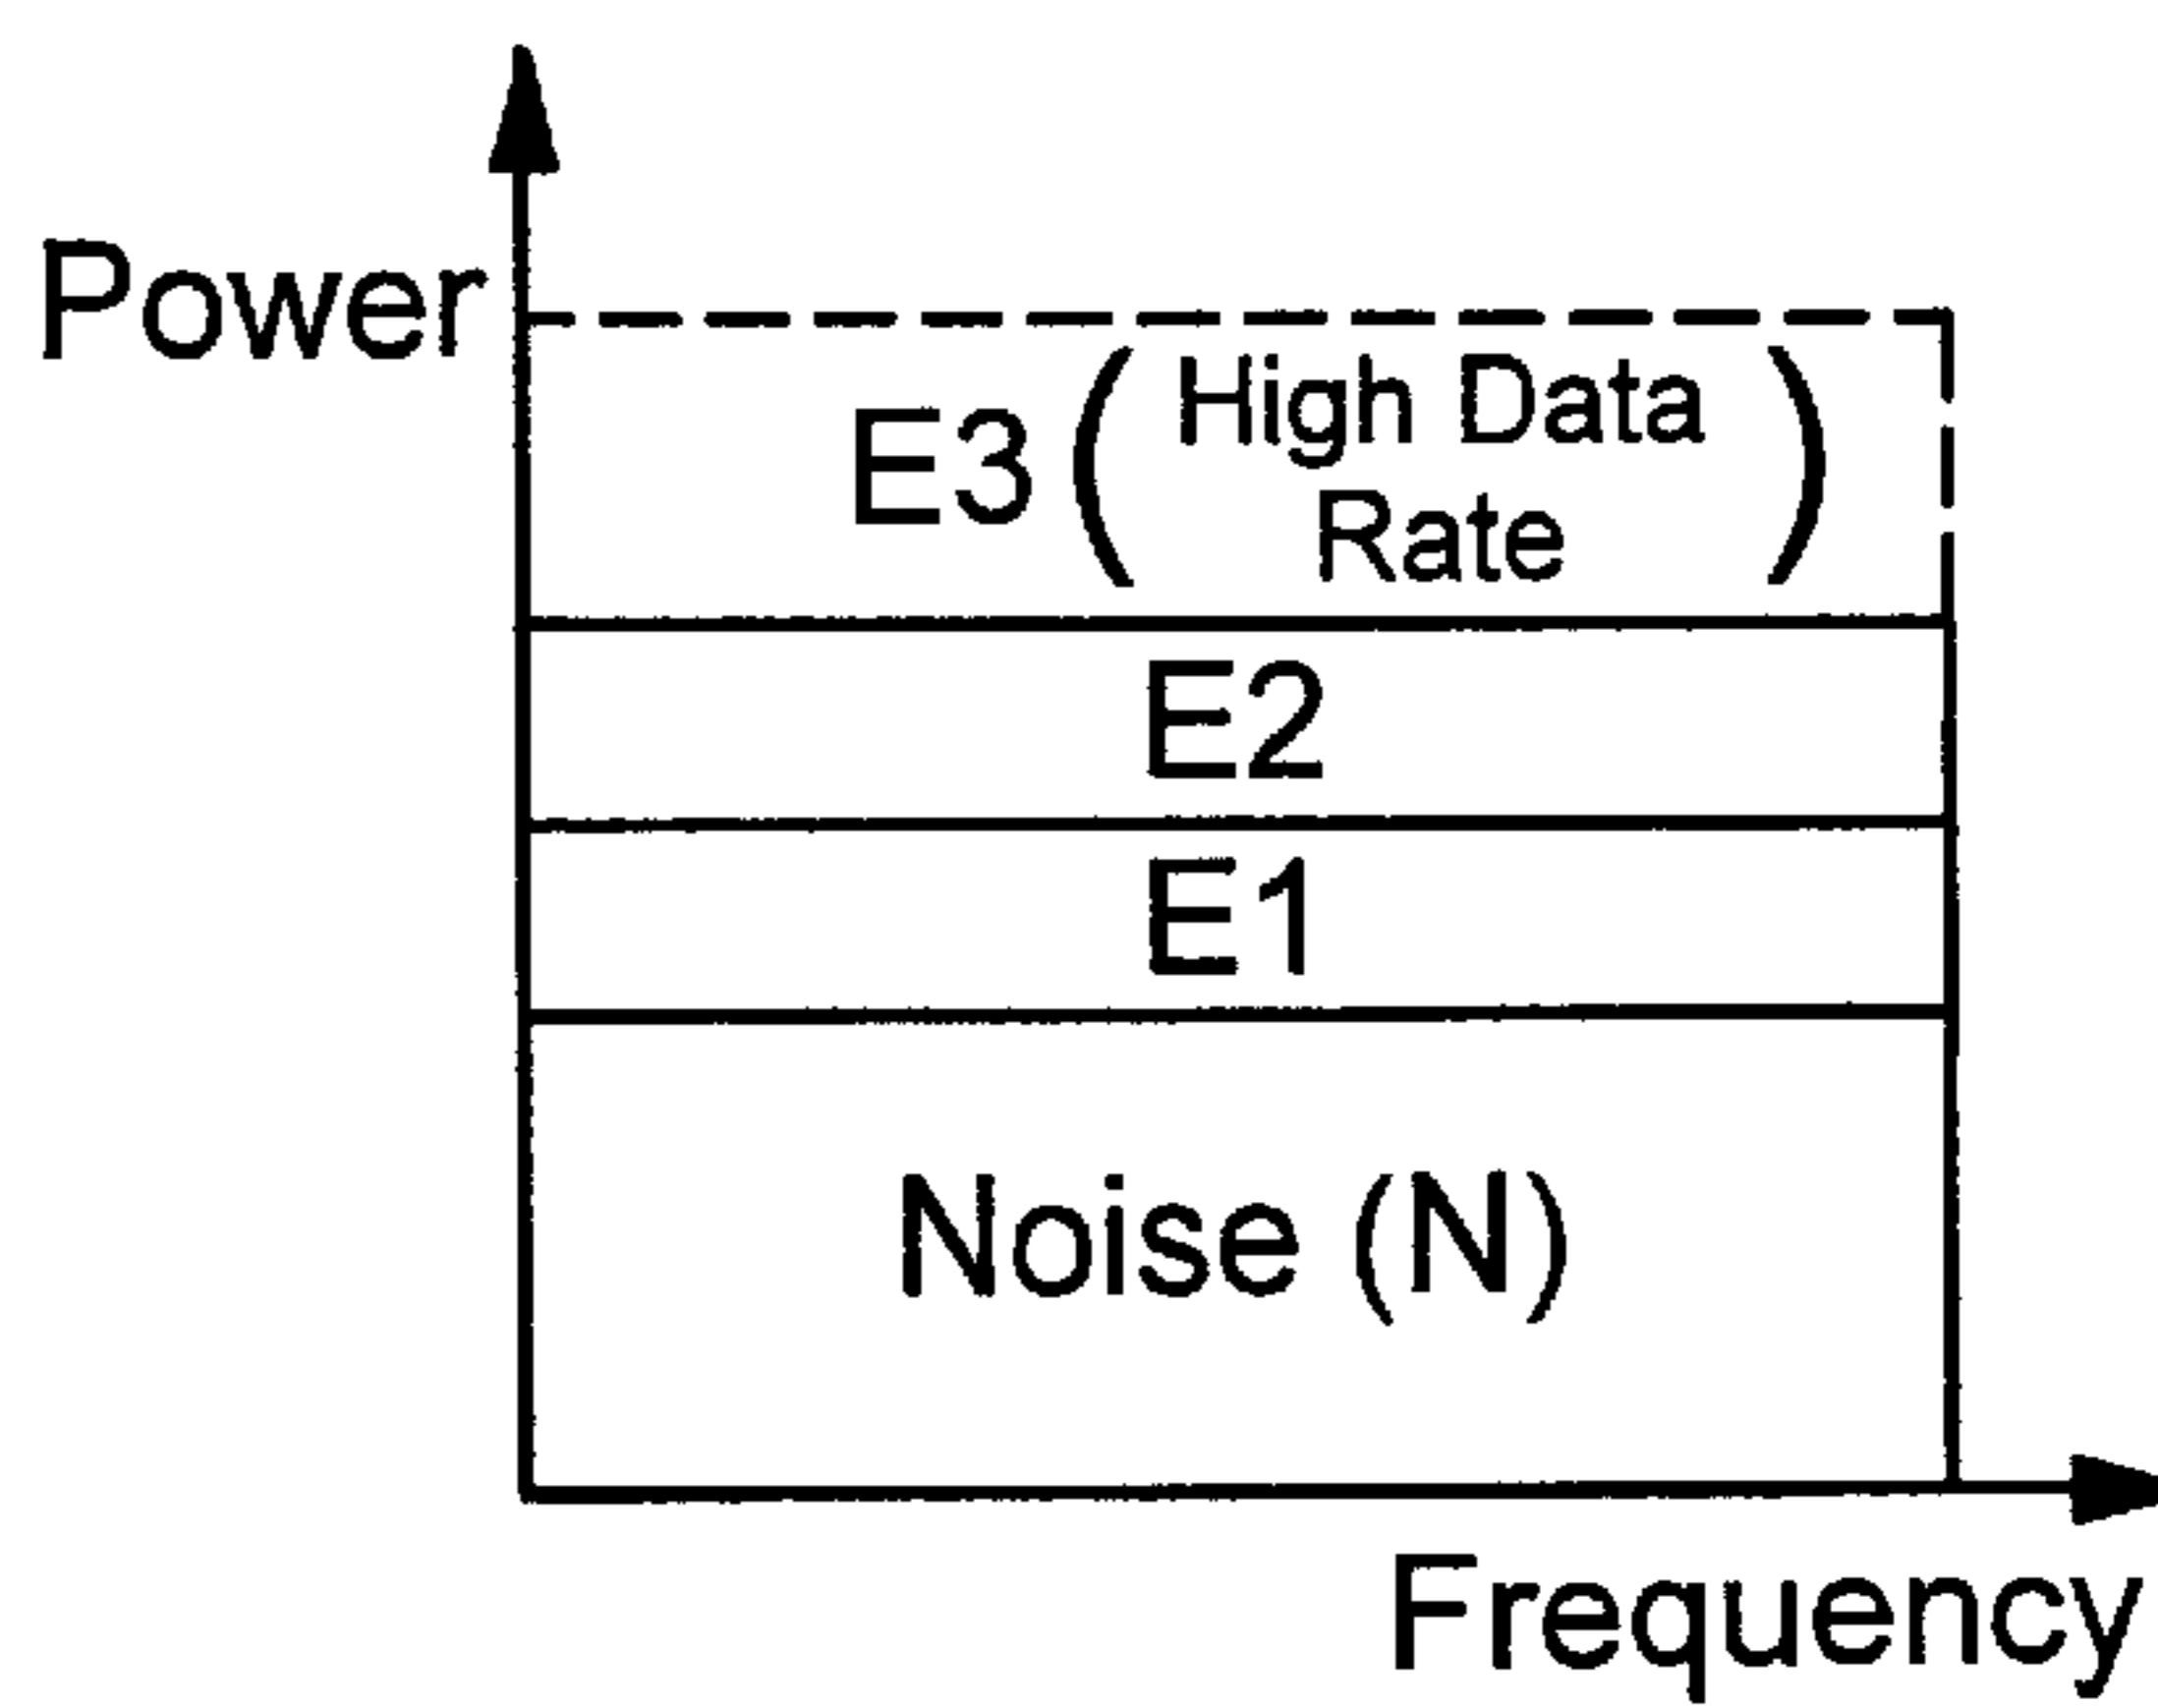 Power
E3 ( High Data
Rate )
E2
E1
Noise (N)
Frequency